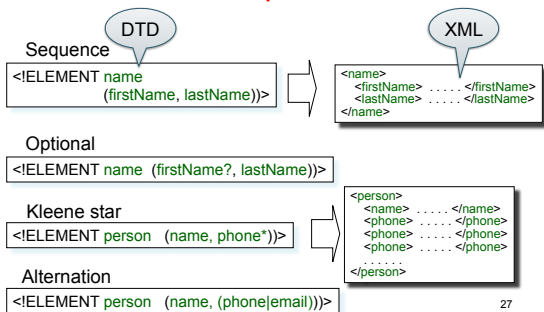 DTD
XML
Sequence
<!ELEMENT name
(firstName, lastName))>
<name>
<firstName> . . . . . </firstName>
<lastName> . . . . . </lastName>
</name>
Optional
<!ELEMENT name (firstName?, lastName))>
Kleene star
<!ELEMENT person (name, phone*))>
<person>
<name> . . . . . </name>
<phone> . . . . . </phone>
<phone> . . . . . </phone>
<phone> . . . . . </phone>
. . . . . .
</person>
Alternation
<!ELEMENT person (name, (phone|email)))>
27